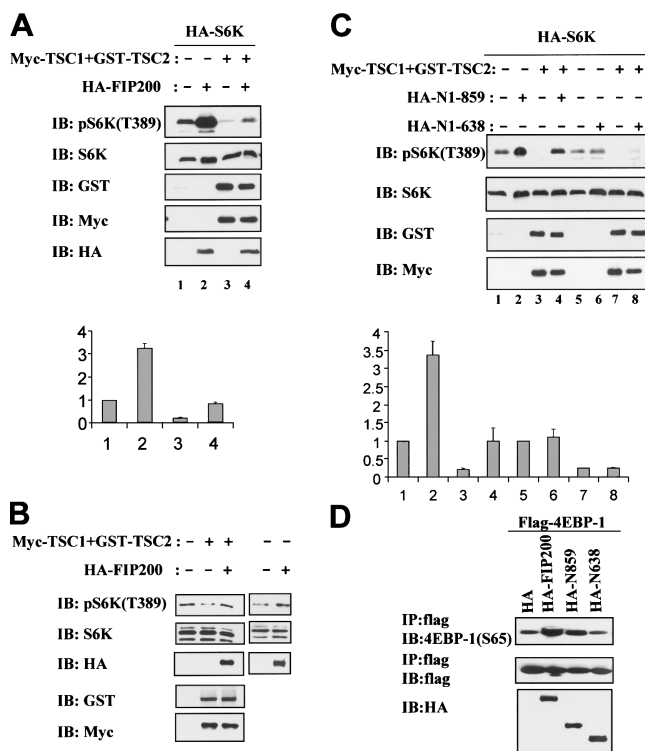 A
HA-S6K
Myc-TSC1+GST-TSC2 : - - + +
HA-FIP200 : - + - +
IB: pS6K(T389)
IB: S6K
IB: GST
IB: Myc
IB: HA
1 2 3 4
4
3
2
1
0
1 2 3 4
B
Myc-TSC1+GST-TSC2 : - + + - -
HA-FIP200 : - - + - +
IB: pS6K(T389)
IB: S6K
IB: HA
IB: GST
IB: Myc
C
HA-S6K
Myc-TSC1+GST-TSC2: - - + + - - + +
HA-N1-859 : - + - +
HA-N1-638 : - + - +
IB: pS6K(T389)
IB: S6K
IB: GST
IB: Myc
1 2 3 4 5 6 7 8
4
3.5
3
2.5
2
1.5
1
0.5
0
1 2 3 4 5 6 7 8
D
Flag-4EBP-1
HA
HA-FIP200
HA-N859
HA-N638
IP:flag
IB:4EBP-1(S65)
IP:flag
IB:flag
IB:HA